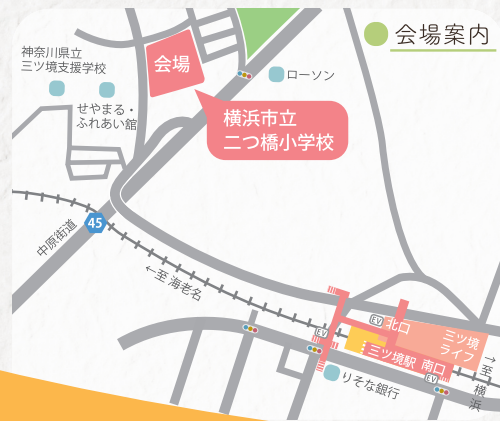 会場案内
神奈川県立
三ツ境支援学校
会場
ローソン
せやまる・
ふれあい館
横浜市立
二つ橋小学校
45
中原街道
←至 海老名
EV
北口
EV
三ツ境
ライフ
三ツ境駅 南口
EV
→至 横浜
りそな銀行